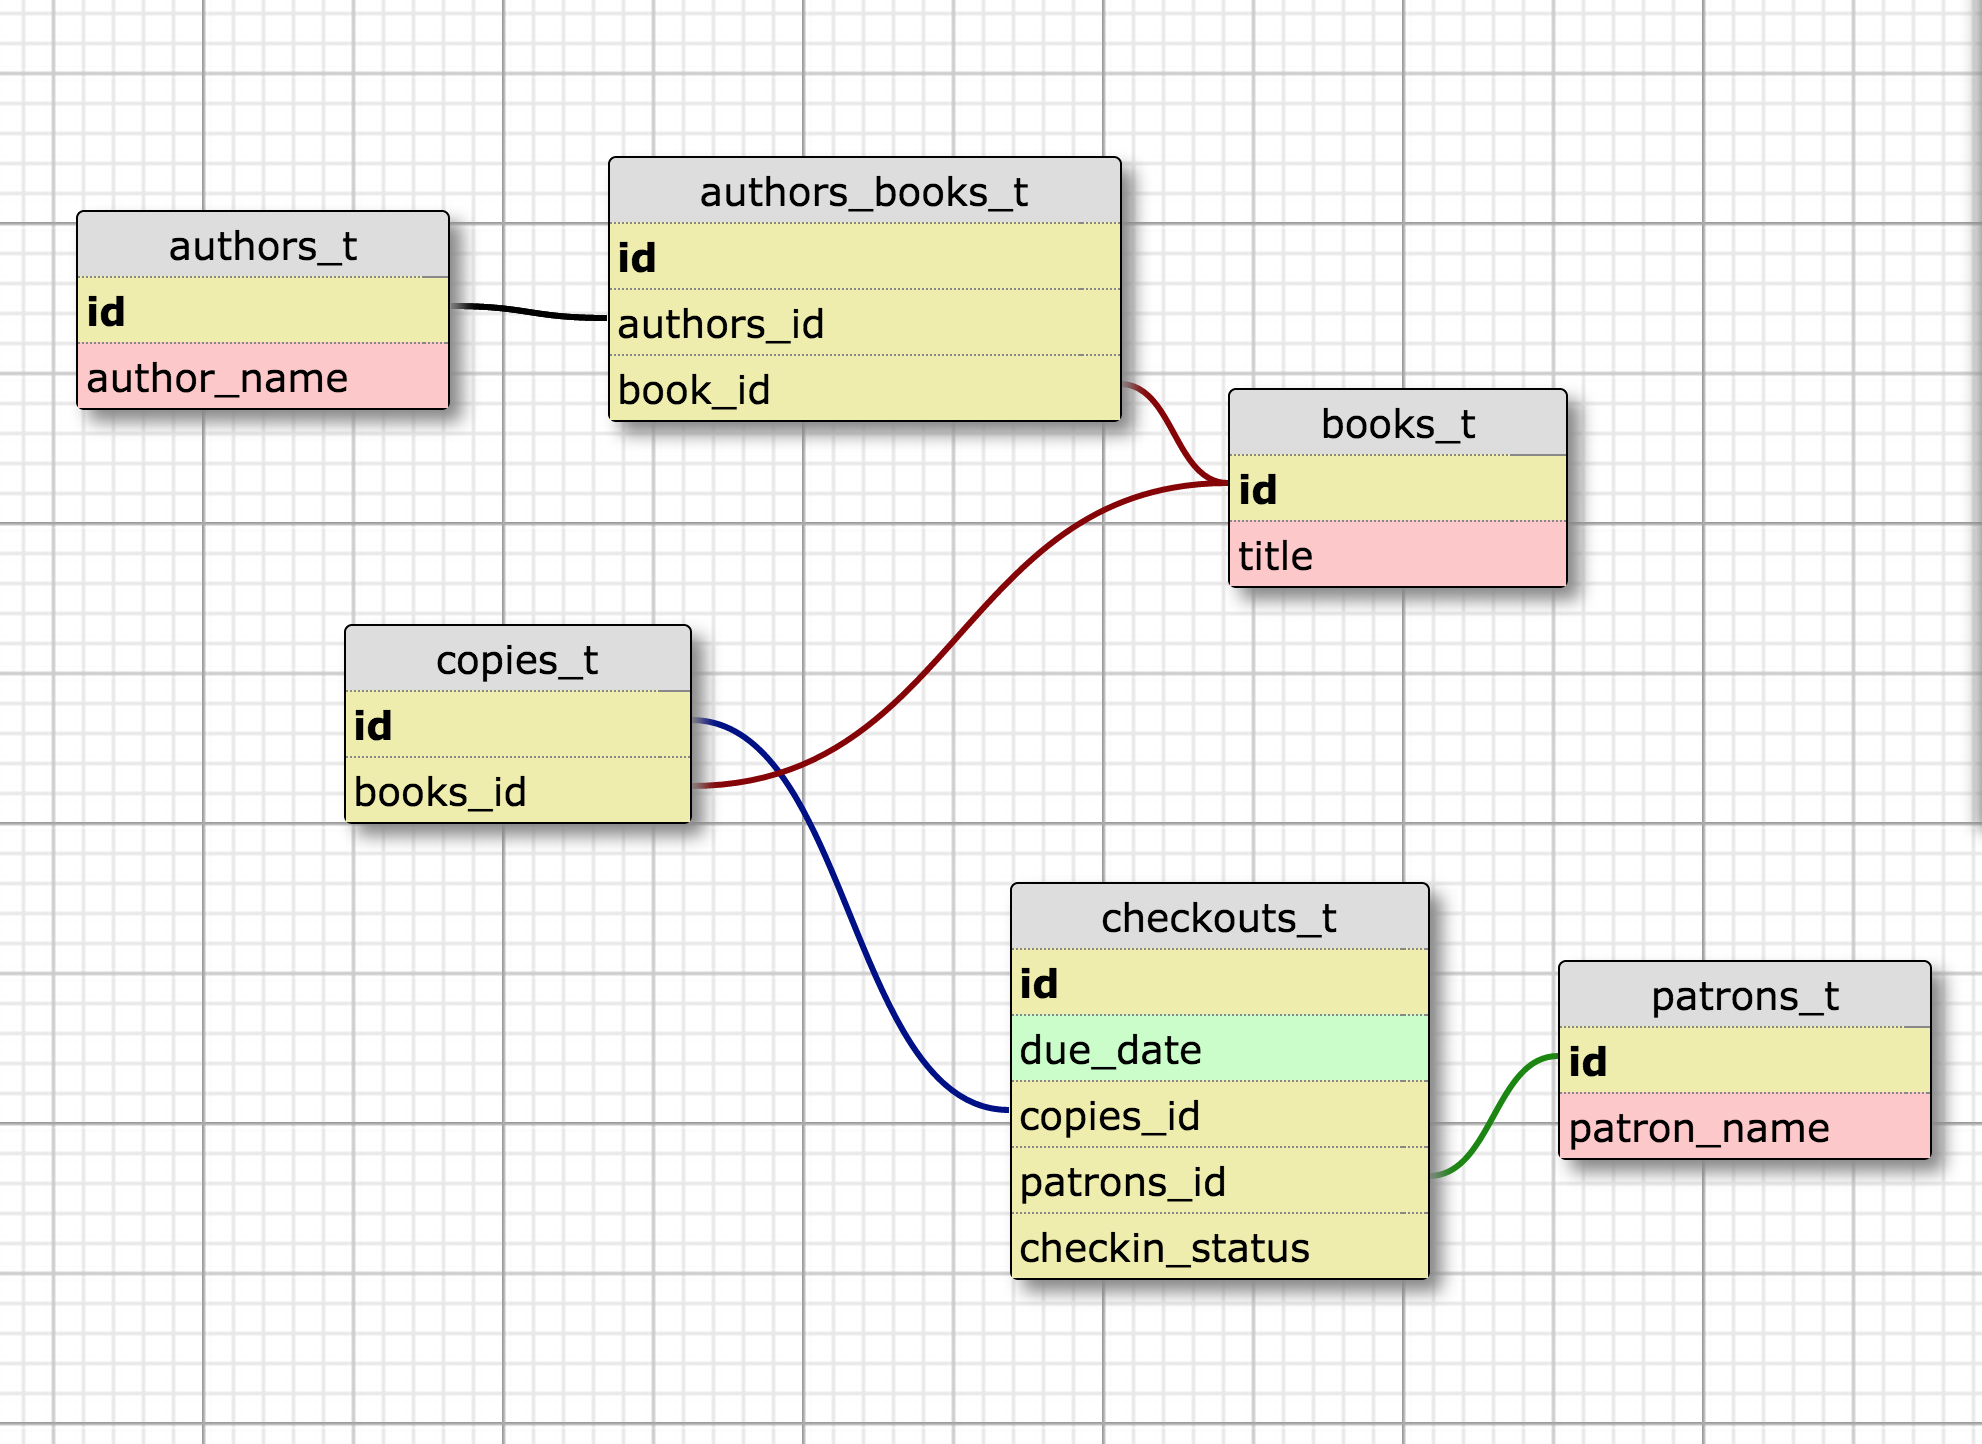 authors_t
id
author_name
authors_books_t
id
authors_id
book_id
books_t
id
title
copies_t
id
books_id
checkouts_t
id
due_date
copies_id
patrons_id
checkin_status
patrons_t
id
patron_name